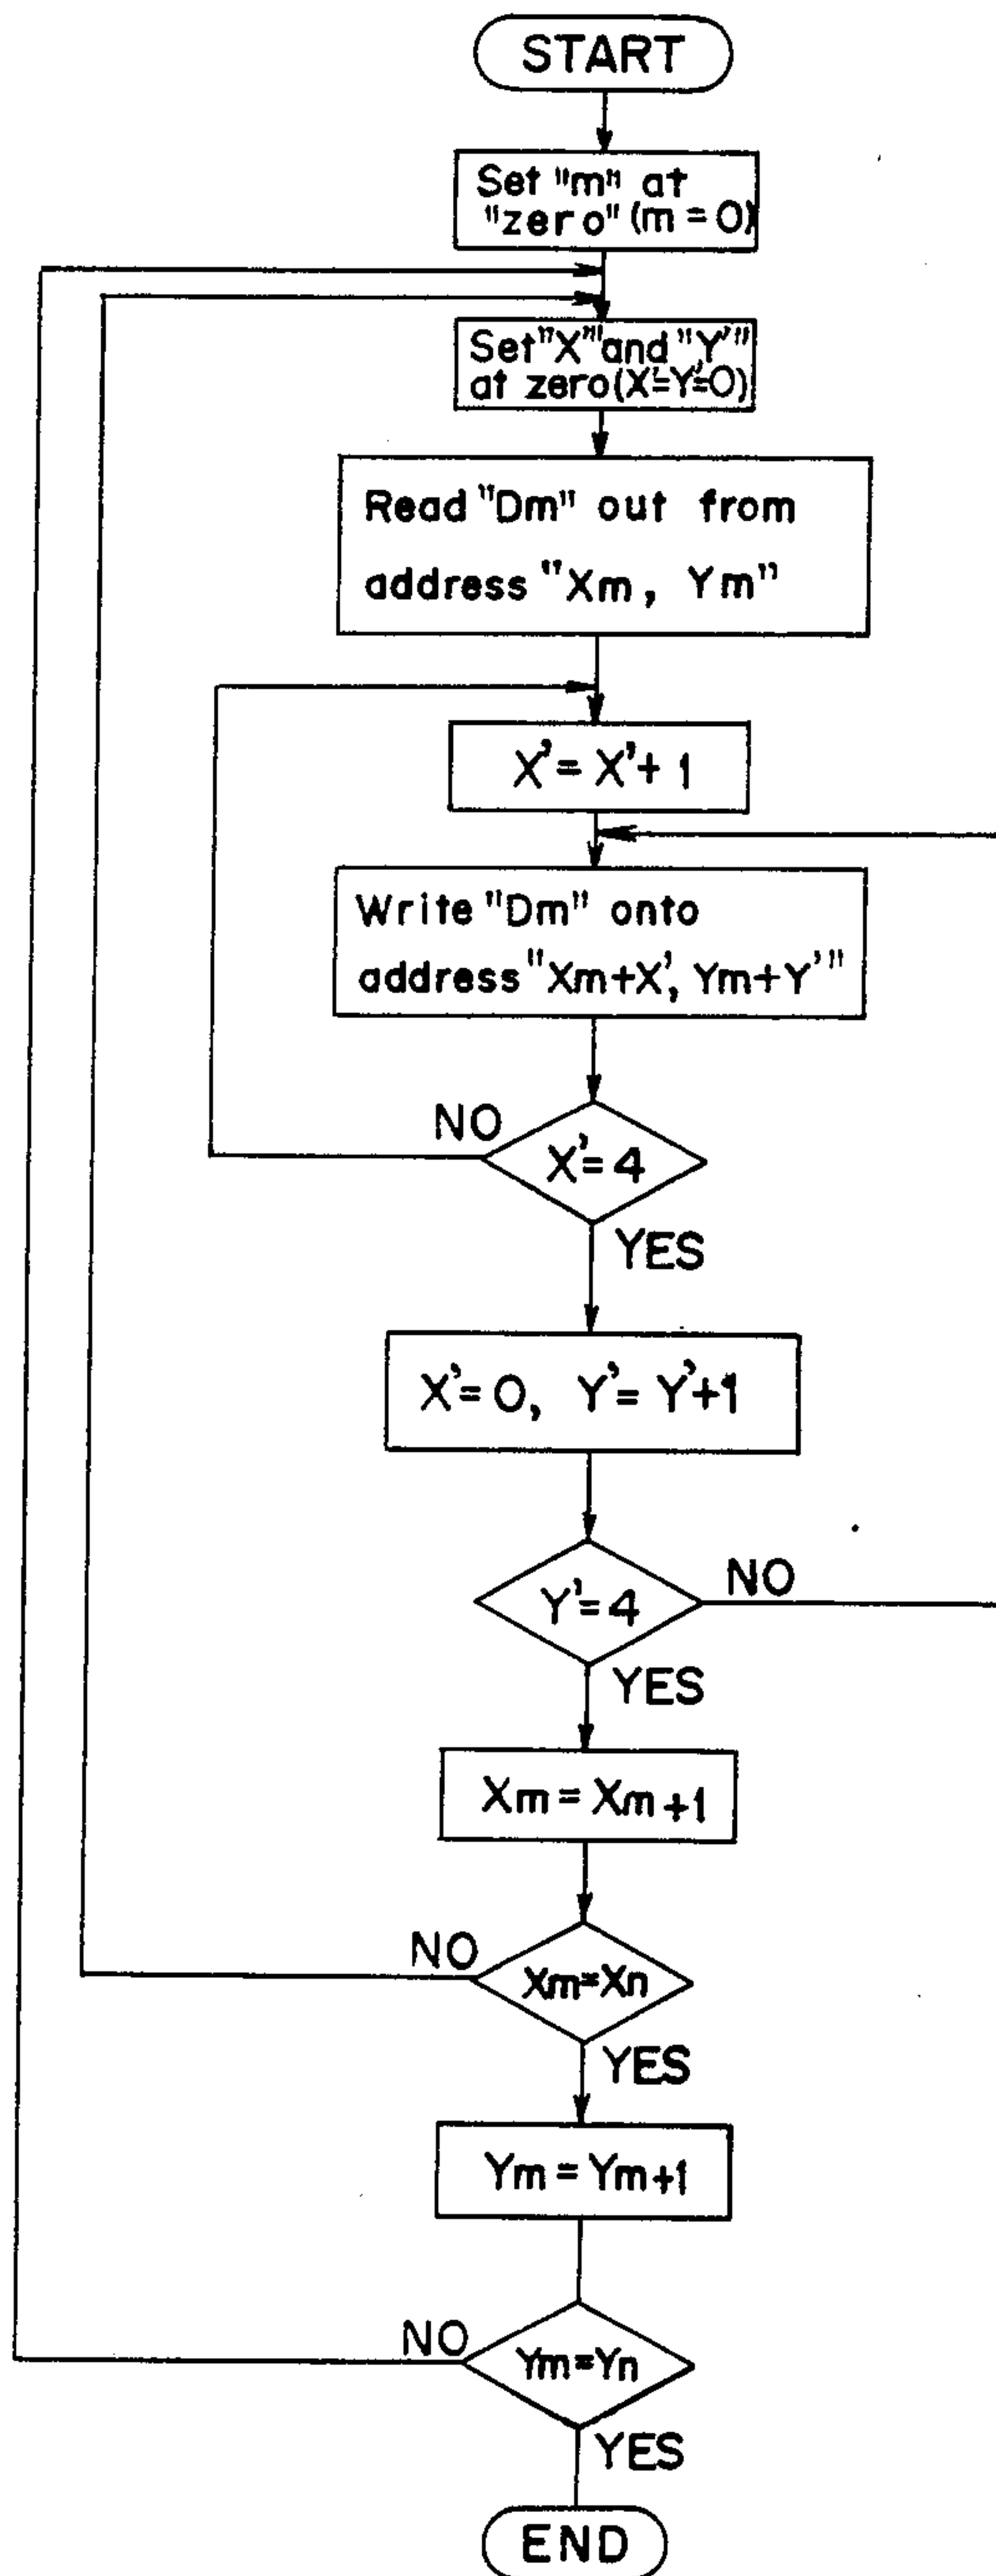 START
Set "m" at
"zero" (m = 0)
Set "X'" and "Y'"
at zero (X'=Y'=0)
Read "Dm" out from
address "Xm, Ym"
X' = X' + 1
Write "Dm" onto
address "Xm+X', Ym+Y'"
NO
X'= 4
YES
X'= 0, Y'= Y'+1
Y'= 4
NO
YES
Xm = Xm+1
NO
Xm=Xn
YES
Ym = Ym+1
NO
Ym=Yn
YES
END